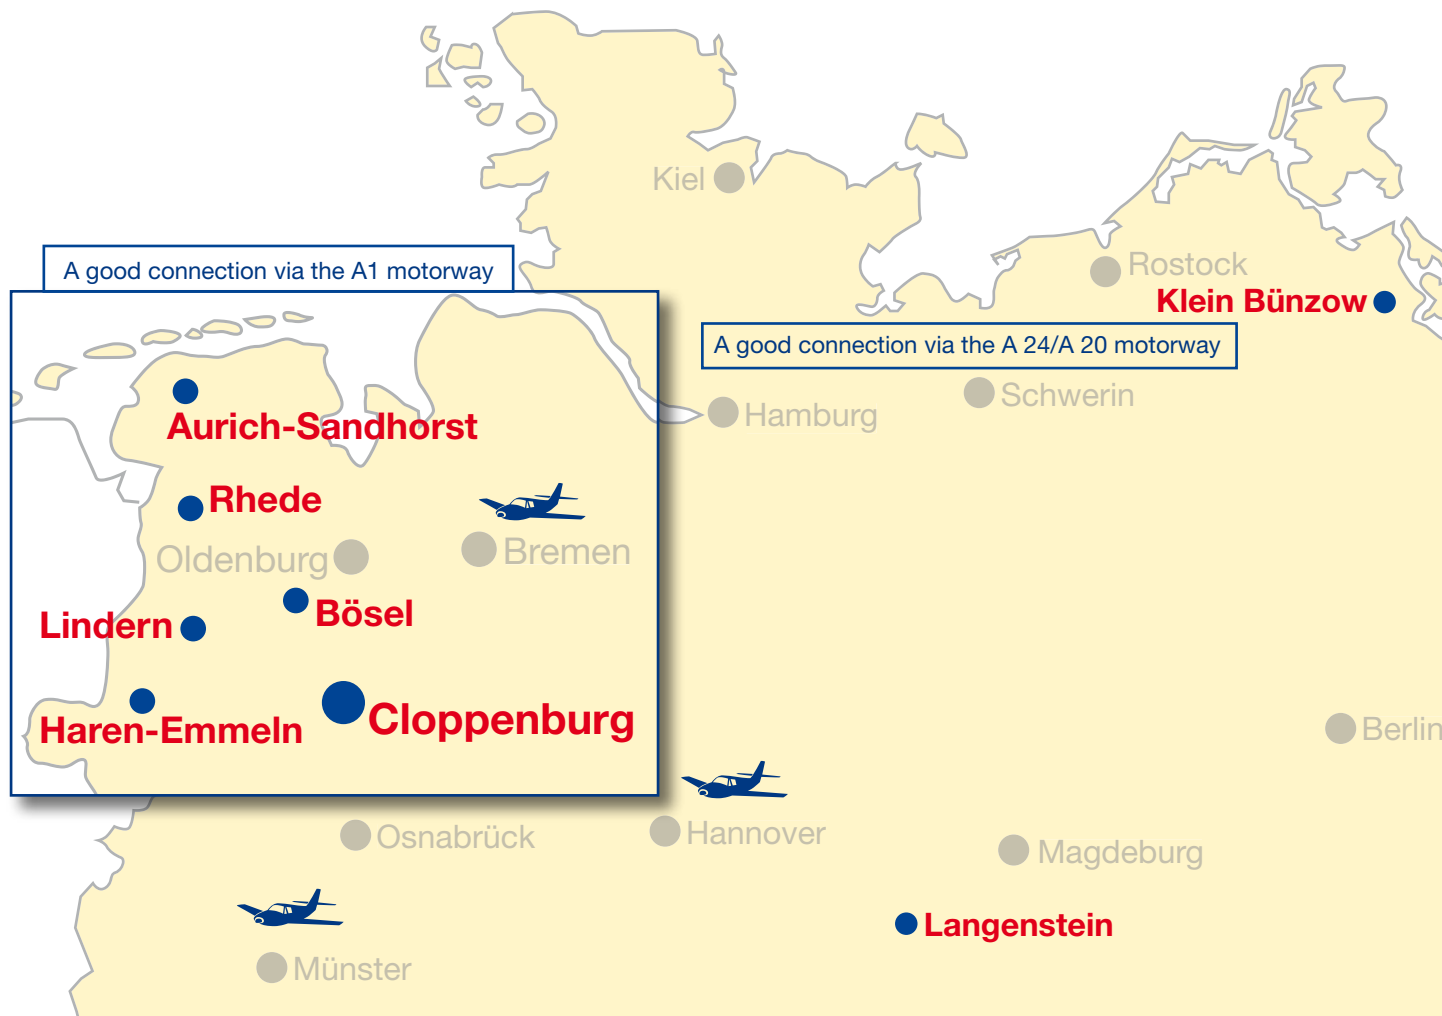 Kiel
A good connection via the A1 motorway
Rostock
Klein Bünzow
A good connection via the A 24/A 20 motorway
Schwerin
Hamburg
Aurich-Sandhorst
Rhede
Oldenburg
Bremen
Bösel
Lindern
Haren-Emmeln
Cloppenburg
Berlin
Osnabrück
Hannover
Magdeburg
Langenstein
Münster